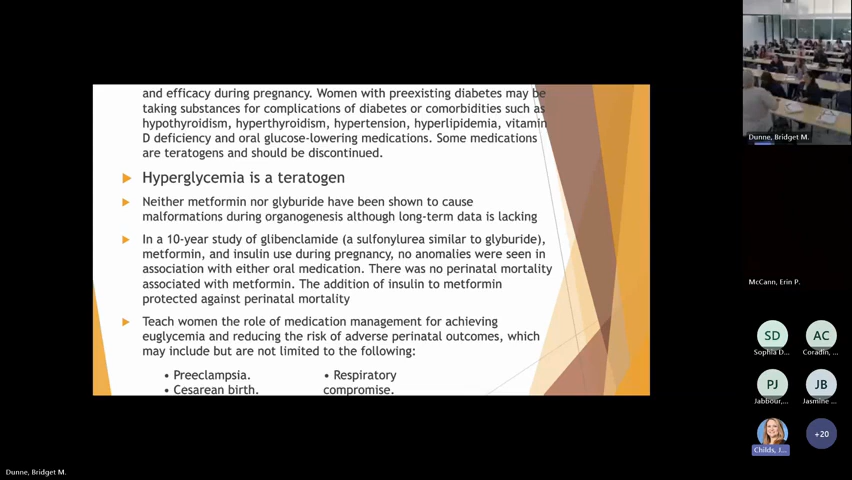 and efficacy during pregnancy. Women with preexisting diabetes may be
taking substances for complications of diabetes or comorbidities such as
hypothyroidism, hyperthyroidism, hypertension, hyperlipidemia, vitamin
D deficiency and oral glucose-lowering medications. Some medications
are teratogens and should be discontinued.
Hyperglycemia is a teratogen
Neither metformin nor glyburide have been shown to cause
malformations during organogenesis although long-term data is lacking
In a 10-year study of glibenclamide (a sulfonylurea similar to glyburide),
metformin, and insulin use during pregnancy, no anomalies were seen in
association with either oral medication. There was no perinatal mortality
associated with metformin. The addition of insulin to metformin
protected against perinatal mortality
Teach women the role of medication management for achieving
euglycemia and reducing the risk of adverse perinatal outcomes, which
may include but are not limited to the following:
• Preeclampsia.
• Cesarean birth.
• Respiratory
compromise.
Dunne, Bridget M.
McCann, Erin P.
SD
Sophia D...
AC
Coradin, ...
PJ
Jabbour,...
JB
Jasmine ...
Childs, J...
+20
Dunne, Bridget M.